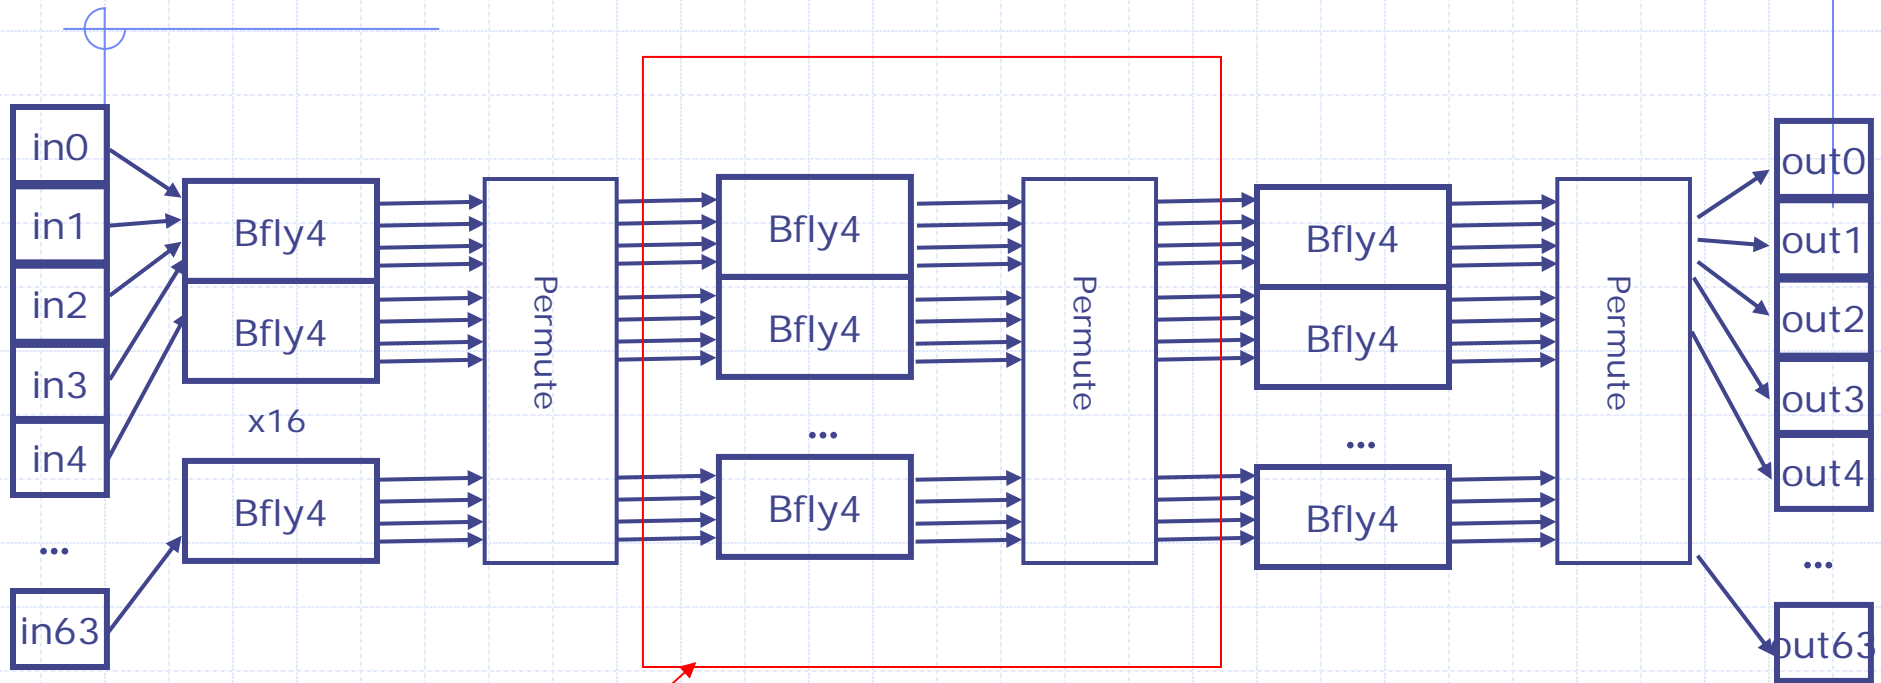 in0
in1
in2
in3
in4
...
in63
Bfly4
Bfly4
x16
Bfly4
Permute
Bfly4
Bfly4
...
Bfly4
Permute
Bfly4
Bfly4
...
Bfly4
Permute
out0
out1
out2
out3
out4
...
out63